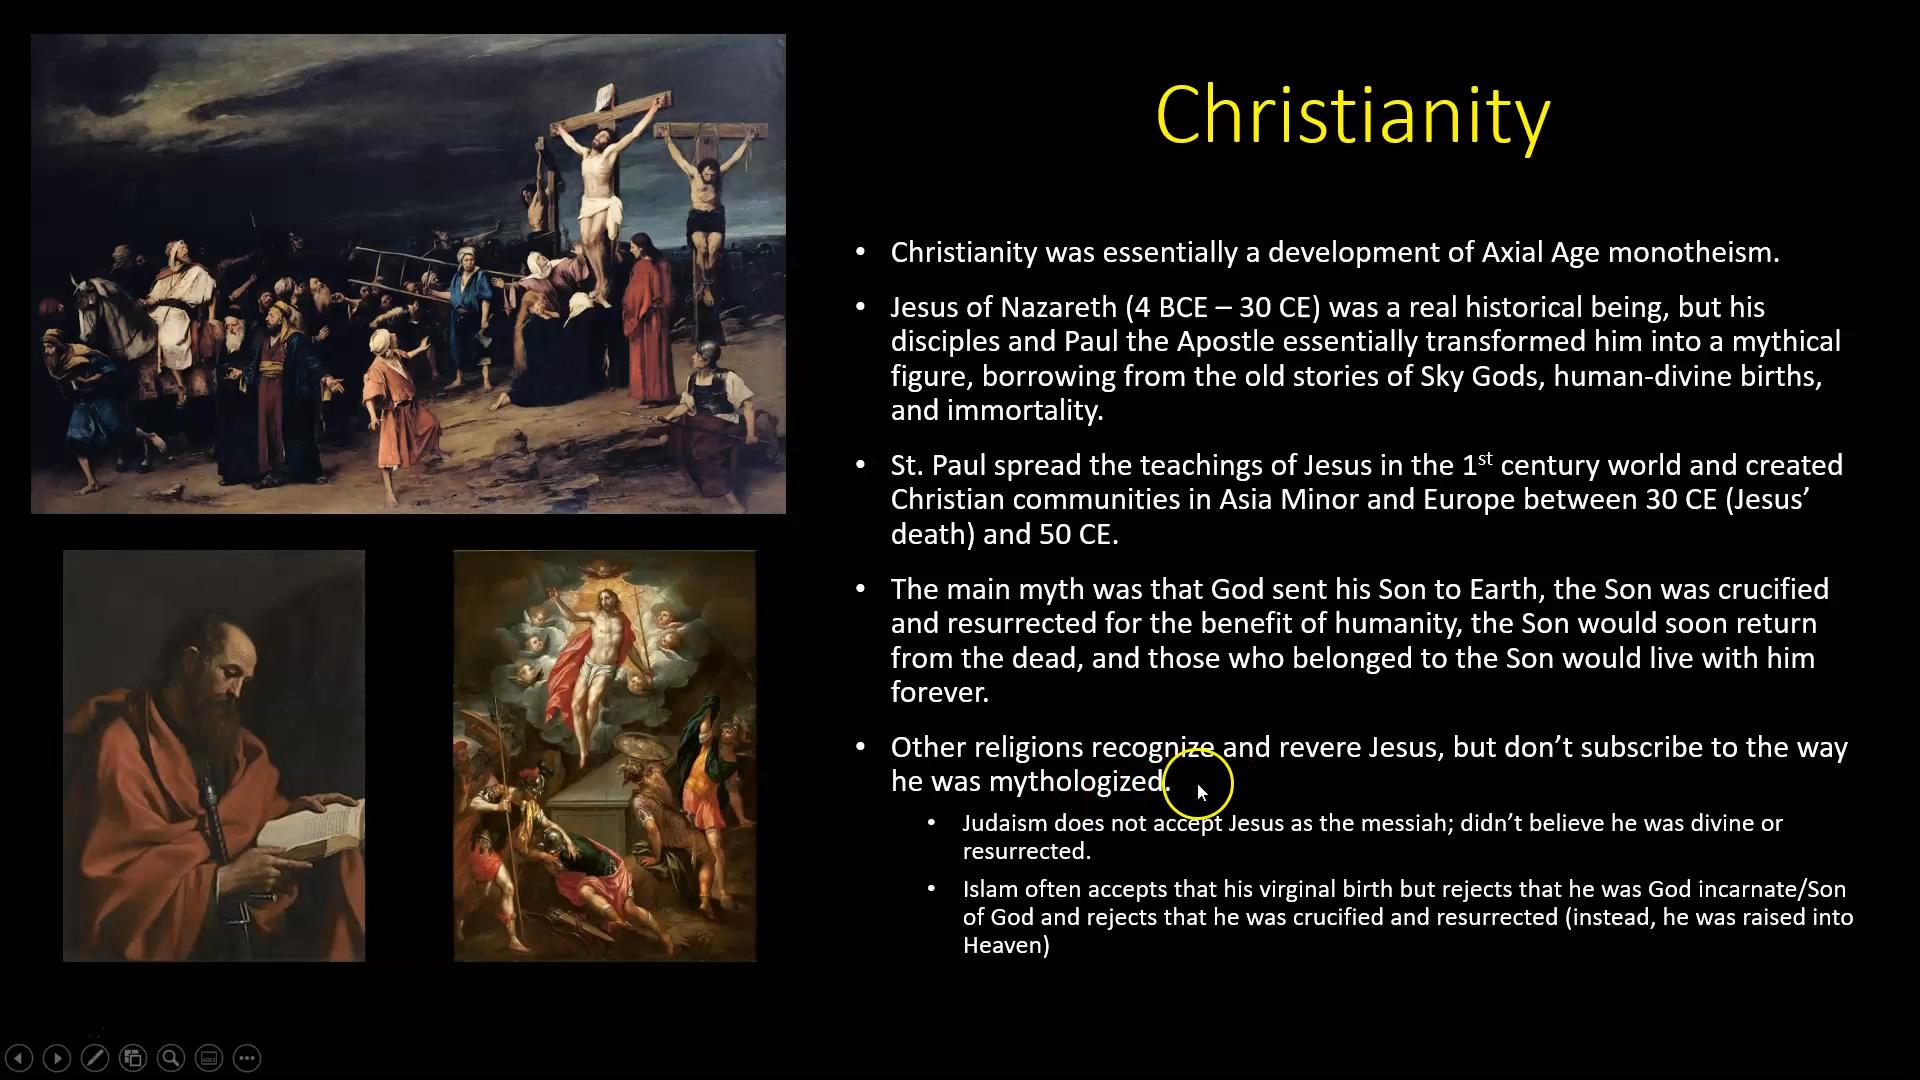 Christianity
• Christianity was essentially a development of Axial Age monotheism.
• Jesus of Nazareth (4 BCE – 30 CE) was a real historical being, but his
disciples and Paul the Apostle essentially transformed him into a mythical
figure, borrowing from the old stories of Sky Gods, human-divine births,
and immortality.
• St. Paul spread the teachings of Jesus in the 1st century world and created
Christian communities in Asia Minor and Europe between 30 CE (Jesus’
death) and 50 CE.
• The main myth was that God sent his Son to Earth, the Son was crucified
and resurrected for the benefit of humanity, the Son would soon return
from the dead, and those who belonged to the Son would live with him
forever.
• Other religions recognize and revere Jesus, but don’t subscribe to the way
he was mythologized.
• Judaism does not accept Jesus as the messiah; didn’t believe he was divine or
resurrected.
• Islam often accepts that his virginal birth but rejects that he was God incarnate/Son
of God and rejects that he was crucified and resurrected (instead, he was raised into
Heaven)